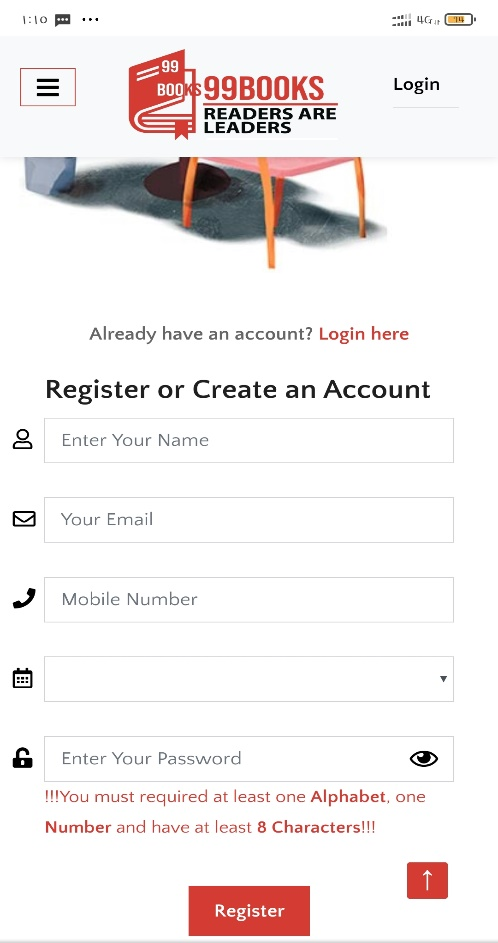 1:10
4G
14
99
BOOKS
99BOOKS
READERS ARE
LEADERS
Login
Already have an account? Login here
Register or Create an Account
Enter Your Name
Your Email
Mobile Number
Enter Your Password
!!!You must required at least one Alphabet, one
Number and have at least 8 Characters!!!
Register